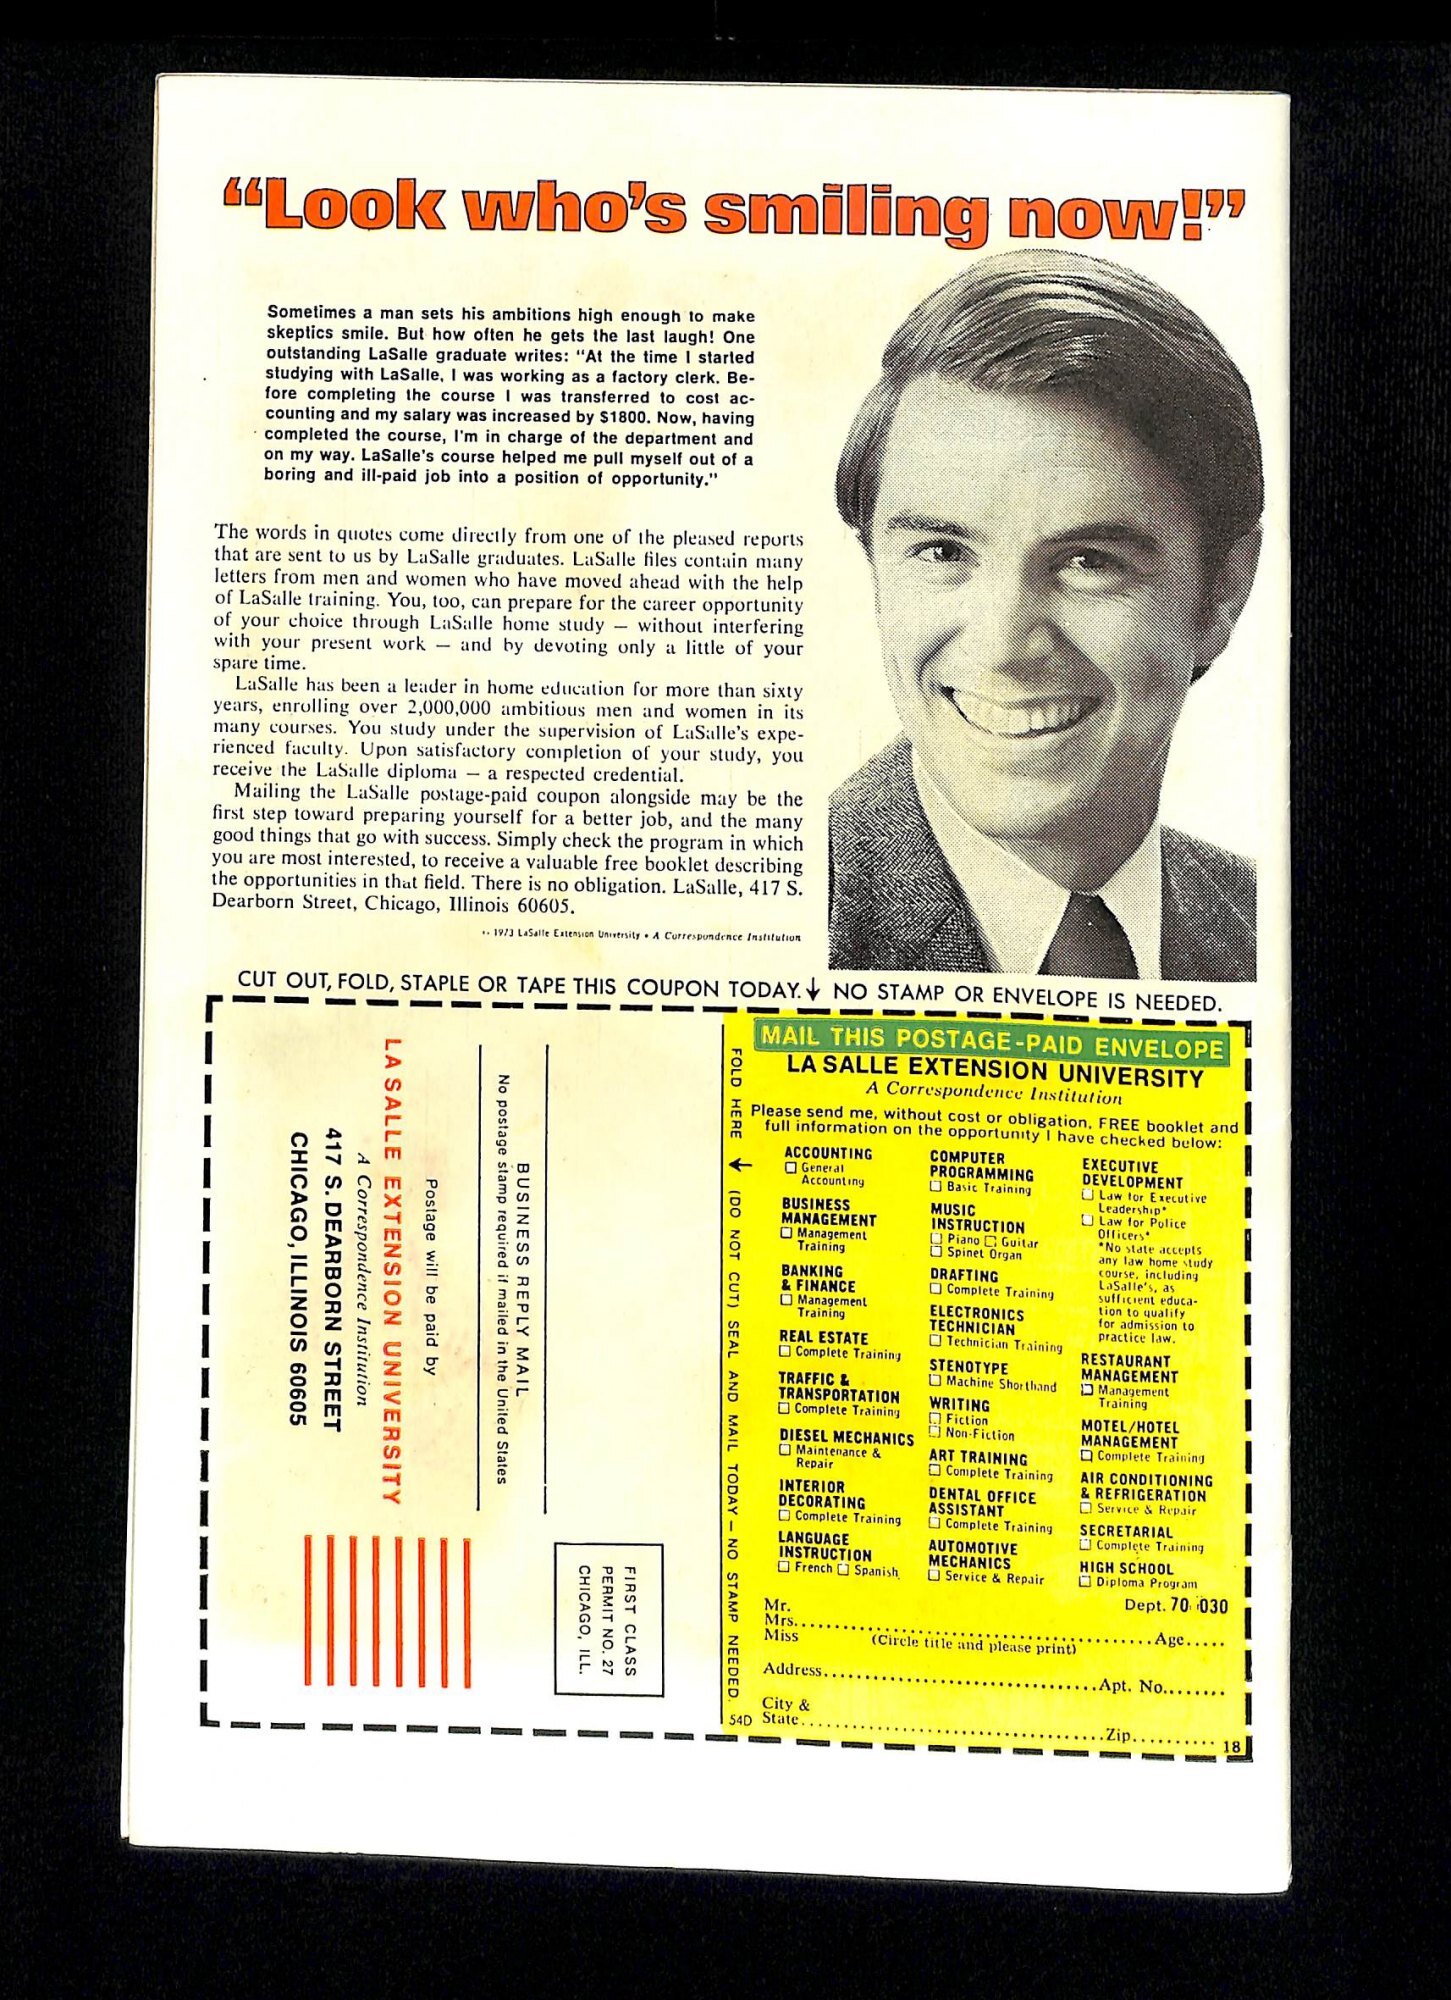 “Look who’s smiling now!”
Sometimes a man sets his ambitions high enough to make
skeptics smile. But how often he gets the last laugh! One
outstanding LaSalle graduate writes: “At the time I started
studying with LaSalle, I was working as a factory clerk. Be-
fore completing the course I was transferred to cost ac-
counting and my salary was increased by $1800. Now, having
completed the course, I’m in charge of the department and
on my way. LaSalle’s course helped me pull myself out of a
boring and ill-paid job into a position of opportunity.”
The words in quotes come directly from one of the pleased reports
that are sent to us by LaSalle graduates. LaSalle files contain many
letters from men and women who have moved ahead with the help
of LaSalle training. You, too, can prepare for the career opportunity
of your choice through LaSalle home study — without interfering
with your present work — and by devoting only a little of your
spare time.
LaSalle has been a leader in home education for more than sixty
years, enrolling over 2,000,000 ambitious men and women in its
many courses. You study under the supervision of LaSalle’s expe-
rienced faculty. Upon satisfactory completion of your study, you
receive the LaSalle diploma — a respected credential.
Mailing the LaSalle postage-paid coupon alongside may be the
first step toward preparing yourself for a better job, and the many
good things that go with success. Simply check the program in which
you are most interested, to receive a valuable free booklet describing
the opportunities in that field. There is no obligation. LaSalle, 417 S.
Dearborn Street, Chicago, Illinois 60605.
1973 LaSalle Extension University • A Correspondence Institution
CUT OUT, FOLD, STAPLE OR TAPE THIS COUPON TODAY. ↓ NO STAMP OR ENVELOPE IS NEEDED.
FIRST CLASS
PERMIT NO. 27
CHICAGO, ILL.
BUSINESS REPLY MAIL
No postage stamp required if mailed in the United States
Postage will be paid by
LA SALLE EXTENSION UNIVERSITY
A Correspondence Institution
417 S. DEARBORN STREET
CHICAGO, ILLINOIS 60605
FOLD HERE ↓ (DO NOT CUT) SEAL AND MAIL TODAY — NO STAMP NEEDED.
54D
MAIL THIS POSTAGE-PAID ENVELOPE
LA SALLE EXTENSION UNIVERSITY
A Correspondence Institution
Please send me, without cost or obligation, FREE booklet and
full information on the opportunity I have checked below:
ACCOUNTING
☐ General
Accounting
BUSINESS
MANAGEMENT
☐ Management
Training
BANKING
& FINANCE
☐ Management
Training
REAL ESTATE
☐ Complete Training
TRAFFIC &
TRANSPORTATION
☐ Complete Training
DIESEL MECHANICS
☐ Maintenance &
Repair
INTERIOR
DECORATING
☐ Complete Training
LANGUAGE
INSTRUCTION
☐ French ☐ Spanish
COMPUTER
PROGRAMMING
☐ Basic Training
MUSIC
INSTRUCTION
☐ Piano ☐ Guitar
☐ Spinet Organ
DRAFTING
☐ Complete Training
ELECTRONICS
TECHNICIAN
☐ Technician Training
STENOTYPE
☐ Machine Shorthand
WRITING
☐ Fiction
☐ Non-Fiction
ART TRAINING
☐ Complete Training
DENTAL OFFICE
ASSISTANT
☐ Complete Training
AUTOMOTIVE
MECHANICS
☐ Service & Repair
EXECUTIVE
DEVELOPMENT
☐ Law for Executive
Leadership*
☐ Law for Police
Officers*
*No state accepts
any law home study
course, including
LaSalle’s, as
sufficient educa-
tion to qualify
for admission to
practice law.
RESTAURANT
MANAGEMENT
☐ Management
Training
MOTEL/HOTEL
MANAGEMENT
☐ Complete Training
AIR CONDITIONING
& REFRIGERATION
☐ Service & Repair
SECRETARIAL
☐ Complete Training
HIGH SCHOOL
☐ Diploma Program
Dept. 70-030
Mr.
Mrs. Age
Miss (Circle title and please print)
Address Apt. No.
City &
State Zip
18